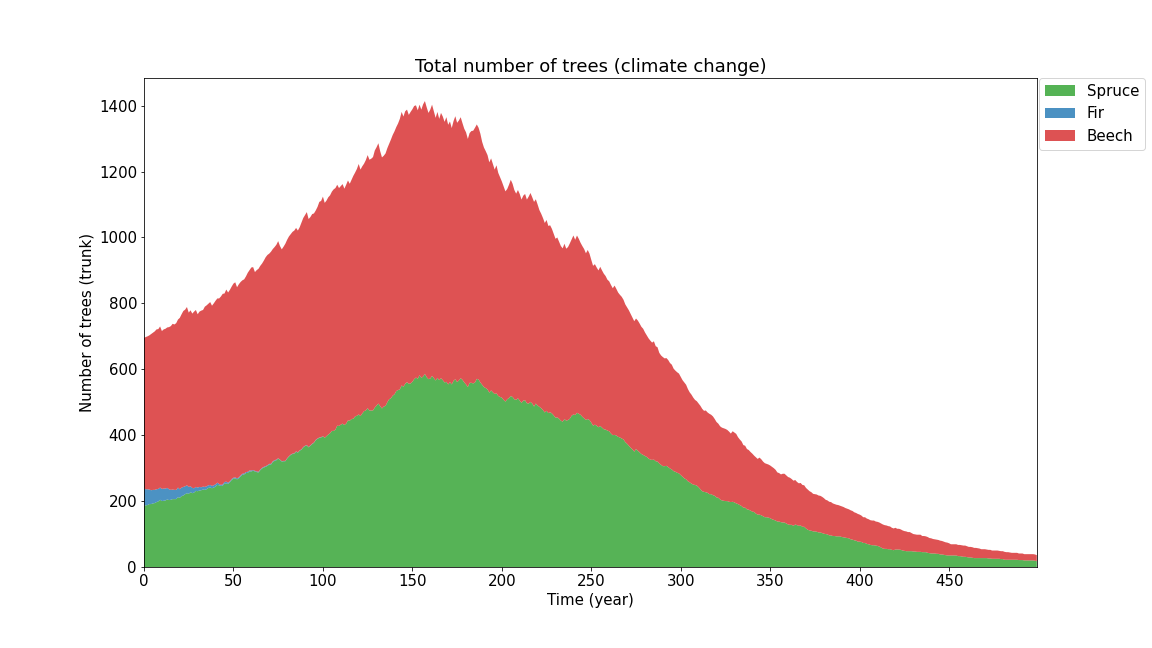 Total number of trees (climate change)
Spruce
Fir
Beech
Number of trees (trunk)
1400
1200
1000
800
600
400
200
0
0 50 100 150 200 250 300 350 400 450
Time (year)